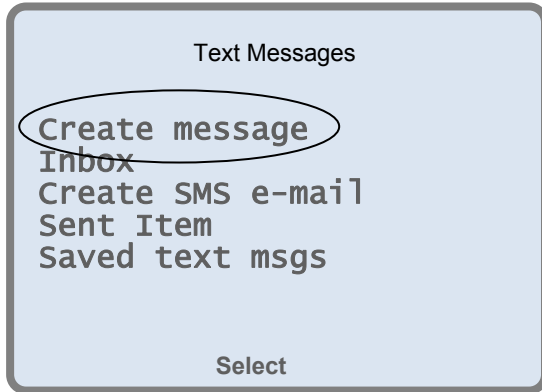 Text Messages
Create message
Inbox
Create SMS e-mail
Sent Item
Saved text msgs
Select